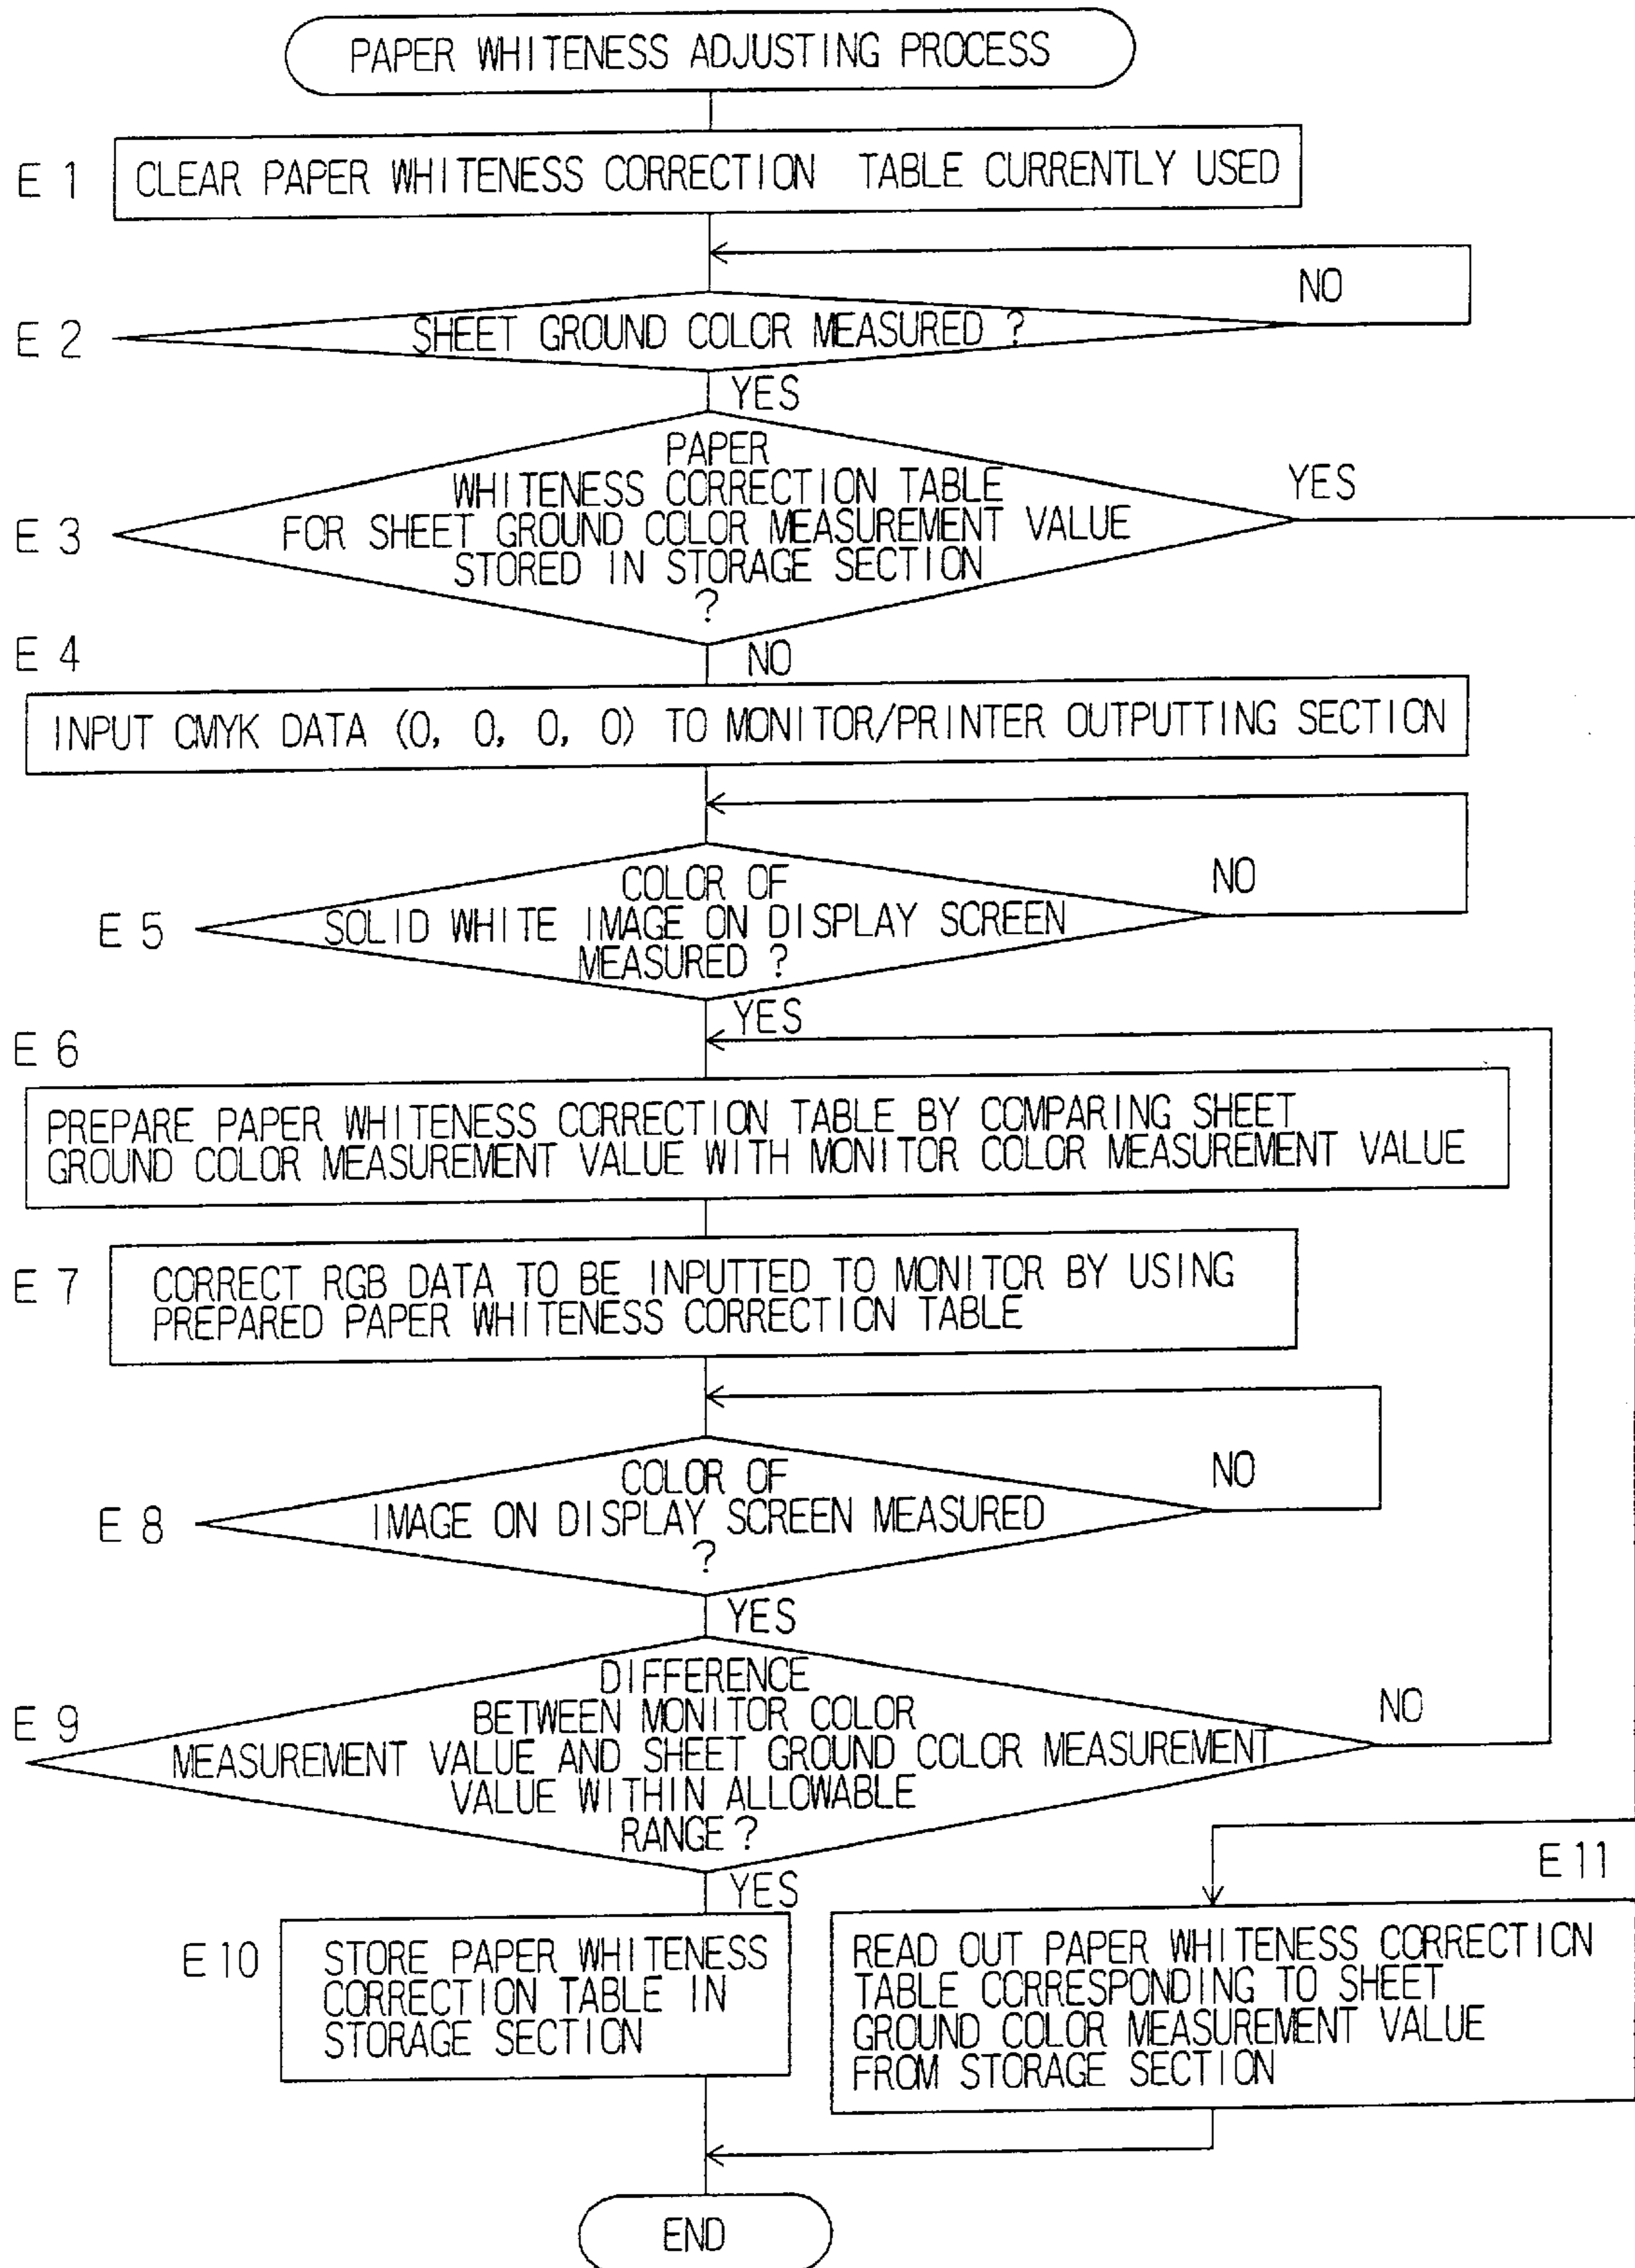 PAPER WHITENESS ADJUSTING PROCESS
E 1
CLEAR PAPER WHITENESS CORRECTION TABLE CURRENTLY USED
NO
E 2
SHEET GROUND COLOR MEASURED ?
YES
PAPER
WHITENESS CORRECTION TABLE
YES
E 3
FOR SHEET GROUND COLOR MEASUREMENT VALUE
STORED IN STORAGE SECTION
?
E 4
NO
INPUT CMYK DATA (0, 0, 0, 0) TO MONITOR/PRINTER OUTPUTTING SECTION
COLOR OF
NO
E 5
SOLID WHITE IMAGE ON DISPLAY SCREEN
MEASURED ?
YES
E 6
PREPARE PAPER WHITENESS CORRECTION TABLE BY COMPARING SHEET
GROUND COLOR MEASUREMENT VALUE WITH MONITOR COLOR MEASUREMENT VALUE
E 7
CORRECT RGB DATA TO BE INPUTTED TO MONITOR BY USING
PREPARED PAPER WHITENESS CORRECTION TABLE
COLOR OF
NO
E 8
IMAGE ON DISPLAY SCREEN MEASURED
?
YES
DIFFERENCE
BETWEEN MONITOR COLOR
NO
E 9
MEASUREMENT VALUE AND SHEET GROUND COLOR MEASUREMENT
VALUE WITHIN ALLOWABLE
RANGE ?
YES
E 10
STORE PAPER WHITENESS
CORRECTION TABLE IN
STORAGE SECTION
E 11
READ OUT PAPER WHITENESS CORRECTION
TABLE CORRESPONDING TO SHEET
GROUND COLOR MEASUREMENT VALUE
FROM STORAGE SECTION
END